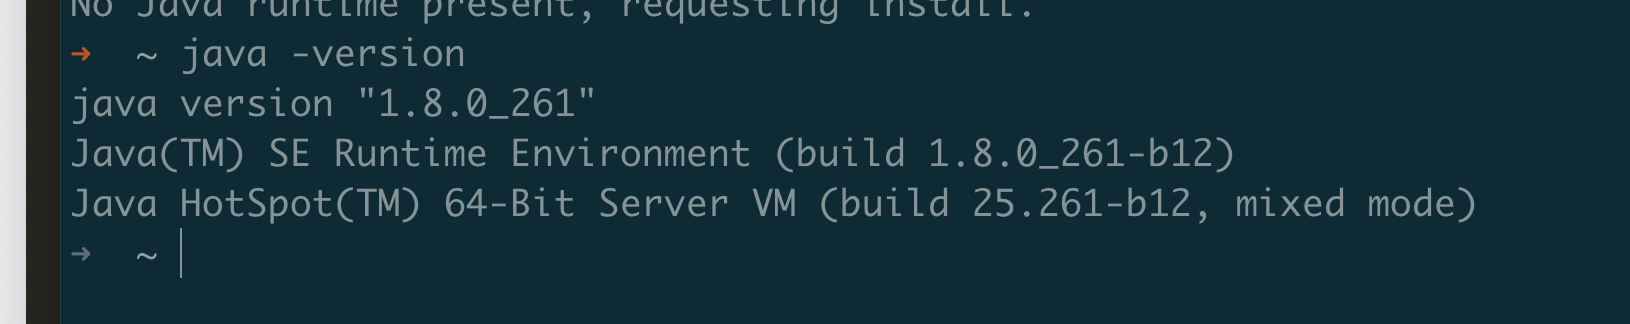 No Java runtime present, requesting install.
➜  ~ java -version
java version "1.8.0_261"
Java(TM) SE Runtime Environment (build 1.8.0_261-b12)
Java HotSpot(TM) 64-Bit Server VM (build 25.261-b12, mixed mode)
➜  ~